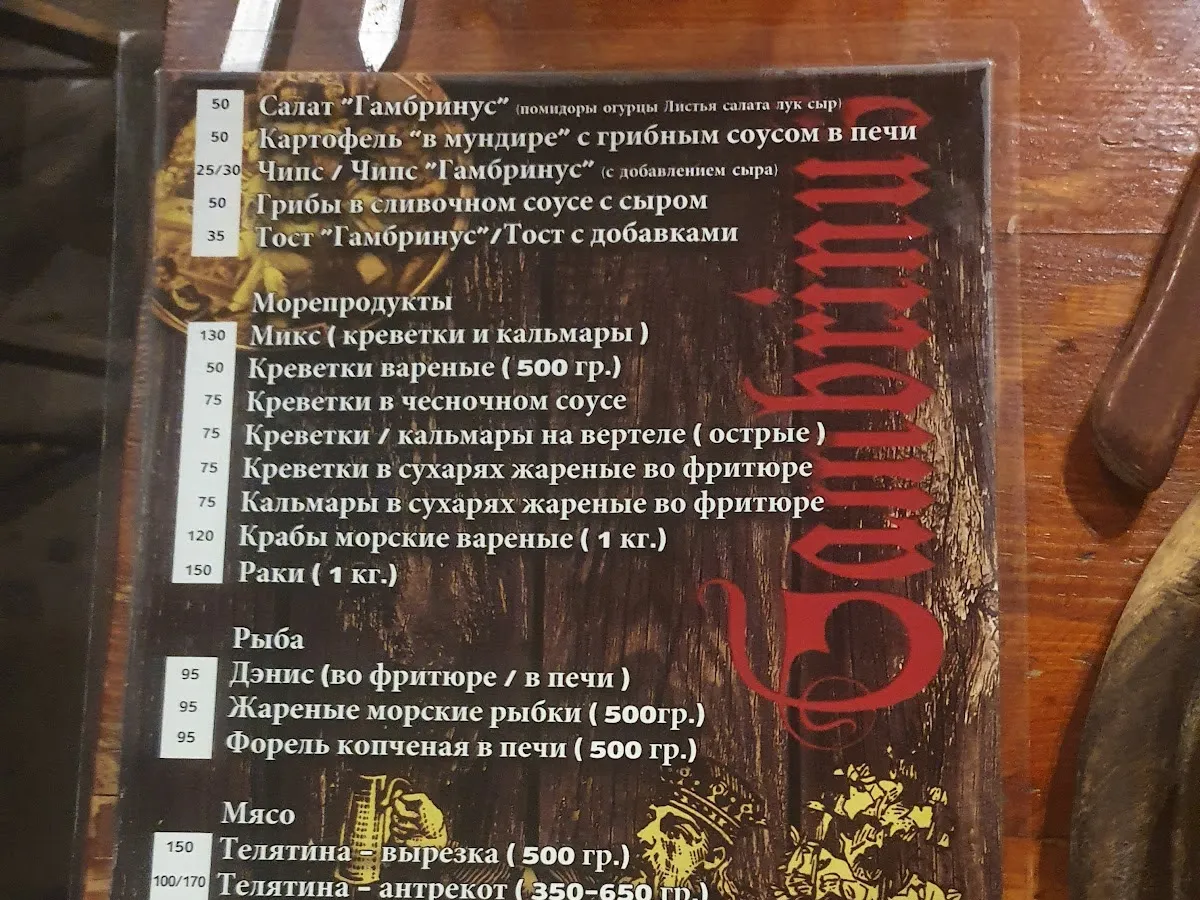 50 Салат "Гамбринус" (помидоры огурцы Листья салата лук сыр)
50 Картофель "в мундире" с грибным соусом в печи
25/30 Чипс / Чипс "Гамбринус" (с добавлением сыра)
50 Грибы в сливочном соусе с сыром
35 Тост "Гамбринус"/Тост с добавками
Морепродукты
130 Микс ( креветки и кальмары )
50 Креветки вареные ( 500 гр.)
75 Креветки в чесночном соусе
75 Креветки / кальмары на вертеле ( острые )
75 Креветки в сухарях жареные во фритюре
75 Кальмары в сухарях жареные во фритюре
120 Крабы морские вареные ( 1 кг.)
150 Раки ( 1 кг.)
Рыба
95 Дэнис (во фритюре / в печи )
95 Жареные морские рыбки ( 500гр.)
95 Форель копченая в печи ( 500 гр.)
Мясо
150 Телятина - вырезка ( 500 гр.)
100/170 Телятина - антрекот ( 350-650 гр.)